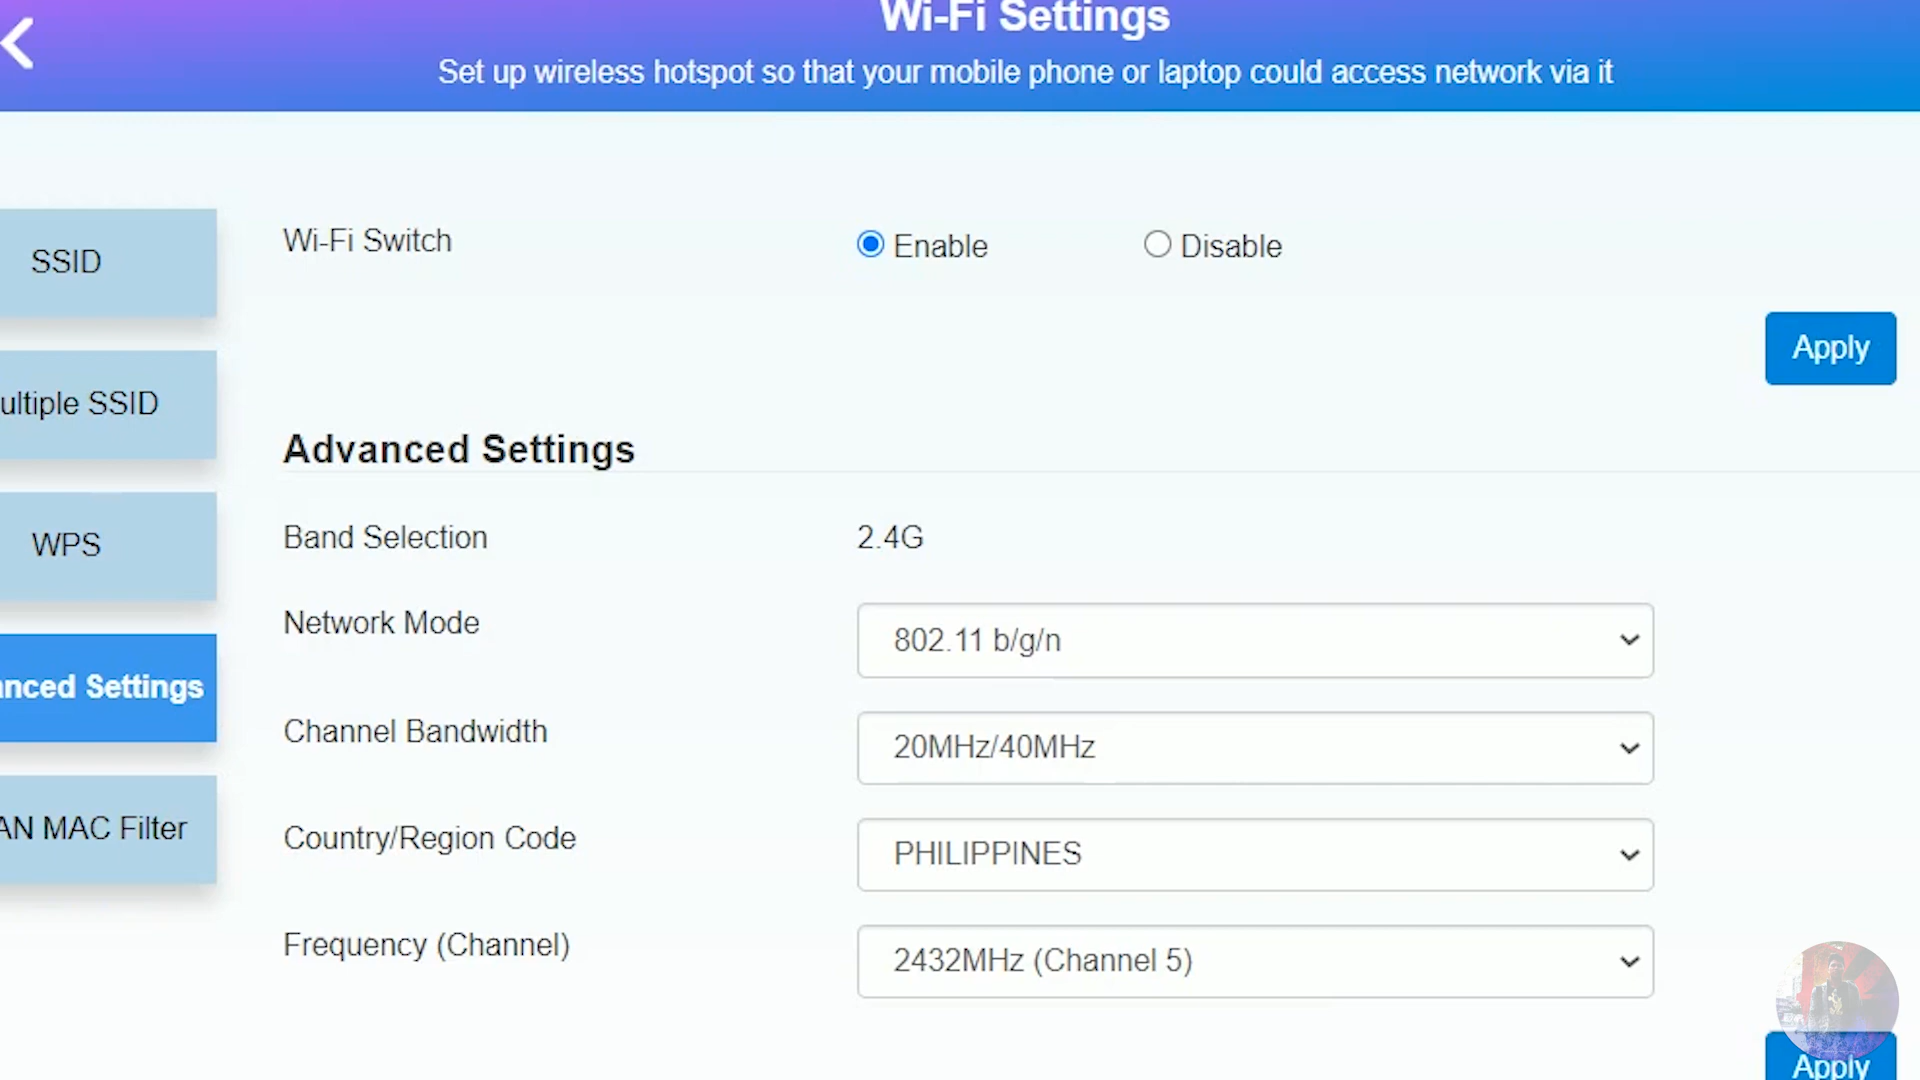 Wi-Fi Settings
Set up wireless hotspot so that your mobile phone or laptop could access network via it
SSID
Wi-Fi Switch
Enable
Disable
Apply
ultiple SSID
Advanced Settings
WPS
Band Selection
2.4G
Network Mode
802.11 b/g/n
nced Settings
Channel Bandwidth
20MHz/40MHz
AN MAC Filter
Country/Region Code
PHILIPPINES
Frequency (Channel)
2432MHz (Channel 5)
Apply